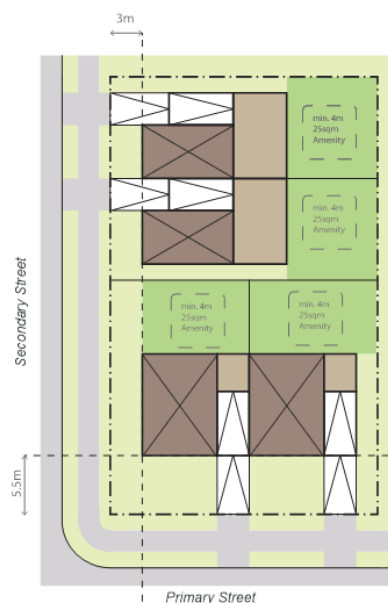 3m
min. 4m
25sqm
Amenity
min. 4m
25sqm
Amenity
min. 4m
25sqm
Amenity
min. 4m
25sqm
Amenity
Secondary Street
5.5m
Primary Street